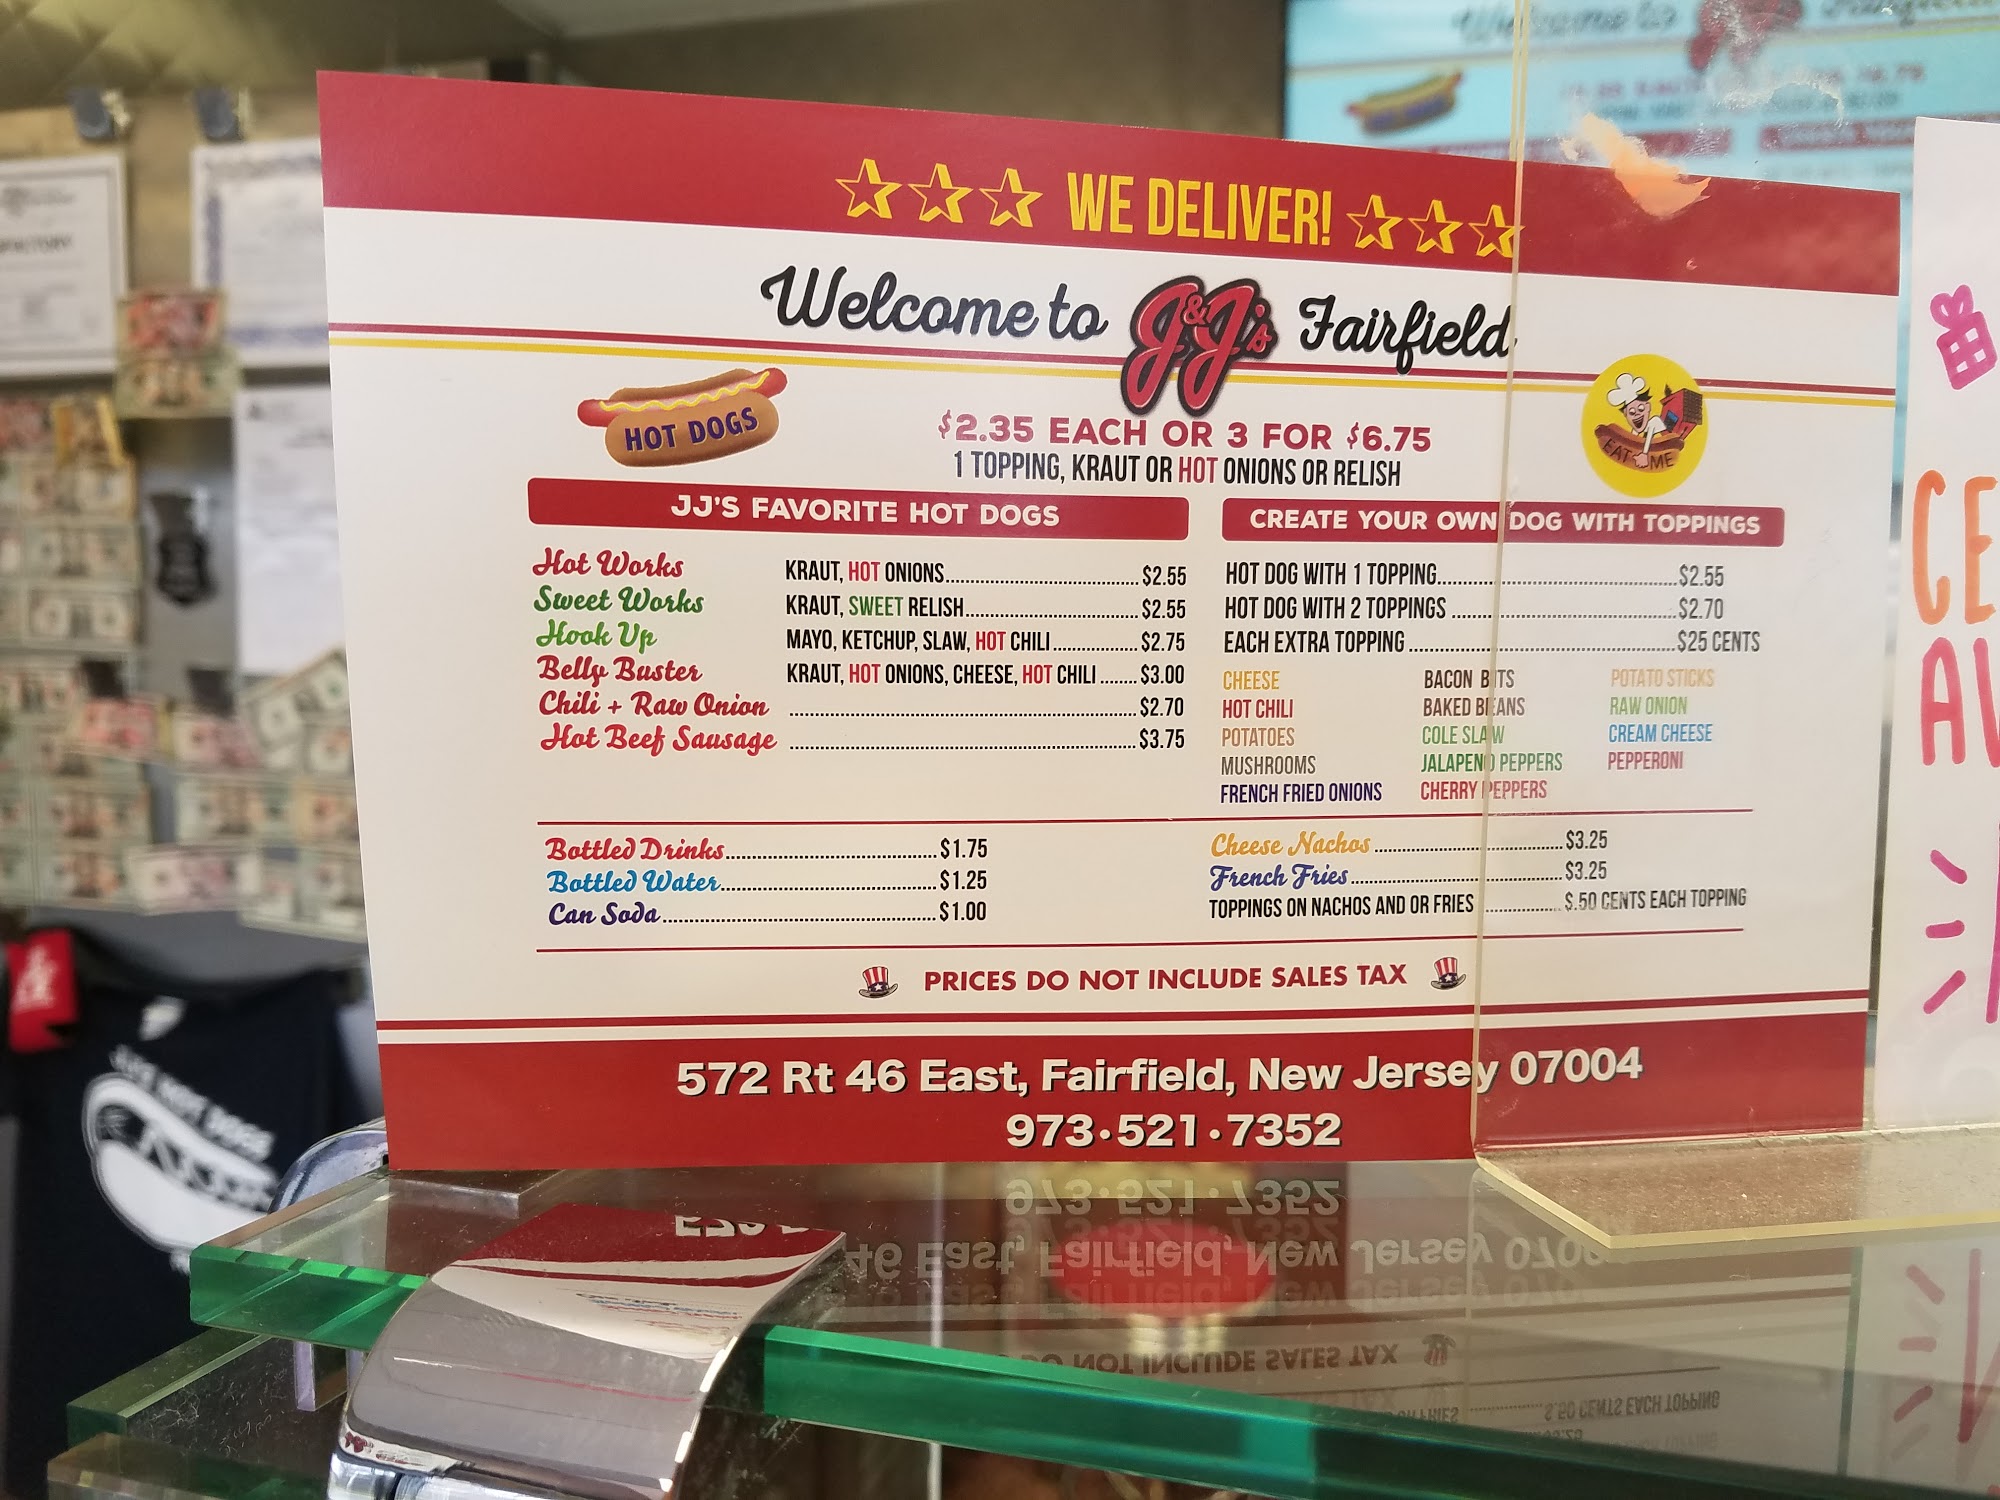 WE DELIVER!
Welcome to J&J's Fairfield
HOT DOGS
$2.35 EACH OR 3 FOR $6.75
1 TOPPING, KRAUT OR HOT ONIONS OR RELISH
EAT ME
JJ'S FAVORITE HOT DOGS
Hot Works KRAUT, HOT ONIONS $2.55
Sweet Works KRAUT, SWEET RELISH $2.55
Hook Up MAYO, KETCHUP, SLAW, HOT CHILI $2.75
Belly Buster KRAUT, HOT ONIONS, CHEESE, HOT CHILI $3.00
Chili + Raw Onion $2.70
Hot Beef Sausage $3.75
CREATE YOUR OWN DOG WITH TOPPINGS
HOT DOG WITH 1 TOPPING $2.55
HOT DOG WITH 2 TOPPINGS $2.70
EACH EXTRA TOPPING $25 CENTS
CHEESE BACON BITS POTATO STICKS
HOT CHILI BAKED BEANS RAW ONION
POTATOES COLE SLAW CREAM CHEESE
MUSHROOMS JALAPENO PEPPERS PEPPERONI
FRENCH FRIED ONIONS CHERRY PEPPERS
Bottled Drinks $1.75
Bottled Water $1.25
Can Soda $1.00
Cheese Nachos $3.25
French Fries $3.25
TOPPINGS ON NACHOS AND OR FRIES $.50 CENTS EACH TOPPING
PRICES DO NOT INCLUDE SALES TAX
572 Rt 46 East, Fairfield, New Jersey 07004
973·521·7352